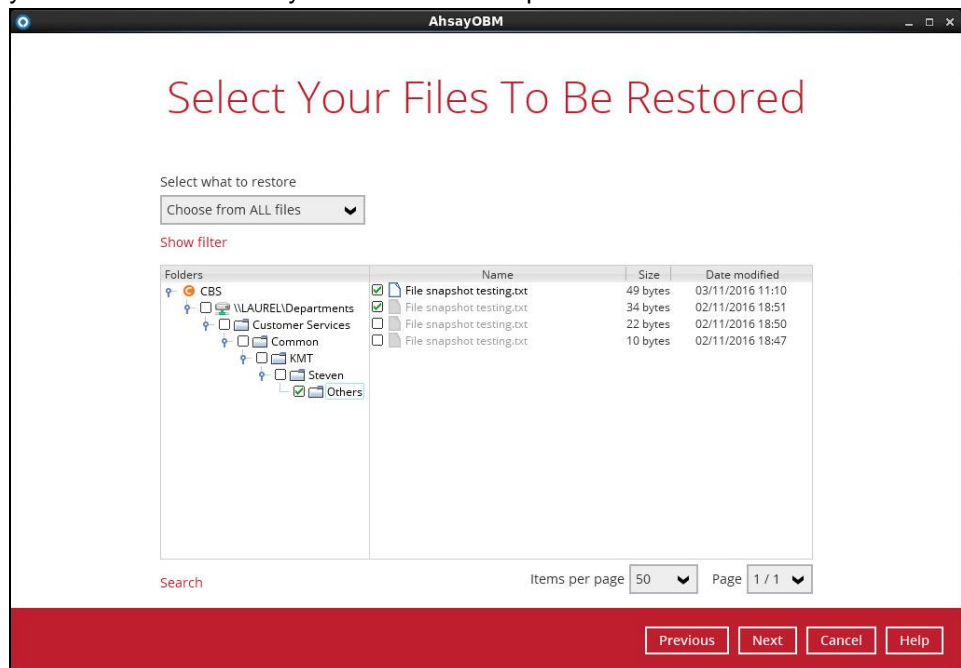 AhsayOBM
Select Your Files To Be Restored
Select what to restore
Choose from ALL files
Show filter
Folders Name Size Date modified
CBS File snapshot testing.txt 49 bytes 03/11/2016 11:10
\\LAUREL\Departments File snapshot testing.txt 34 bytes 02/11/2016 18:51
Customer Services File snapshot testing.txt 22 bytes 02/11/2016 18:50
Common File snapshot testing.txt 10 bytes 02/11/2016 18:47
KMT
Steven
Others
Search Items per page 50 Page 1 / 1
Previous Next Cancel Help